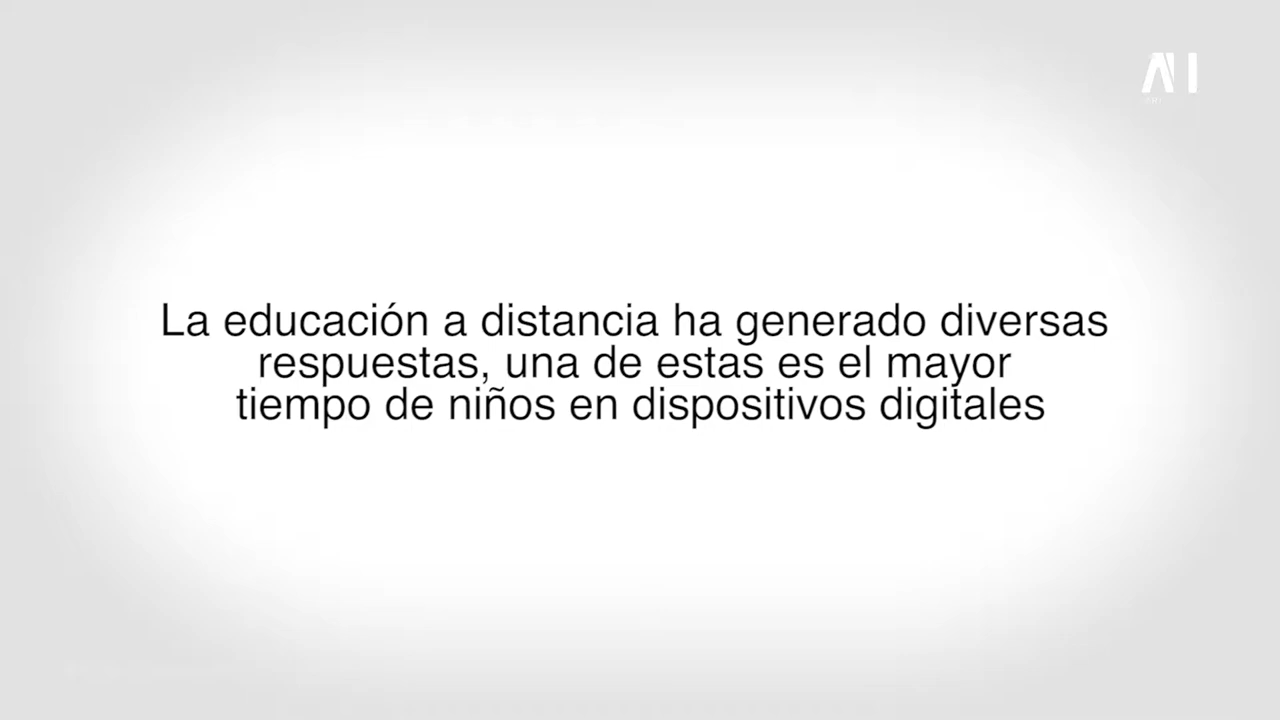 La educación a distancia ha generado diversas
respuestas, una de estas es el mayor
tiempo de niños en dispositivos digitales